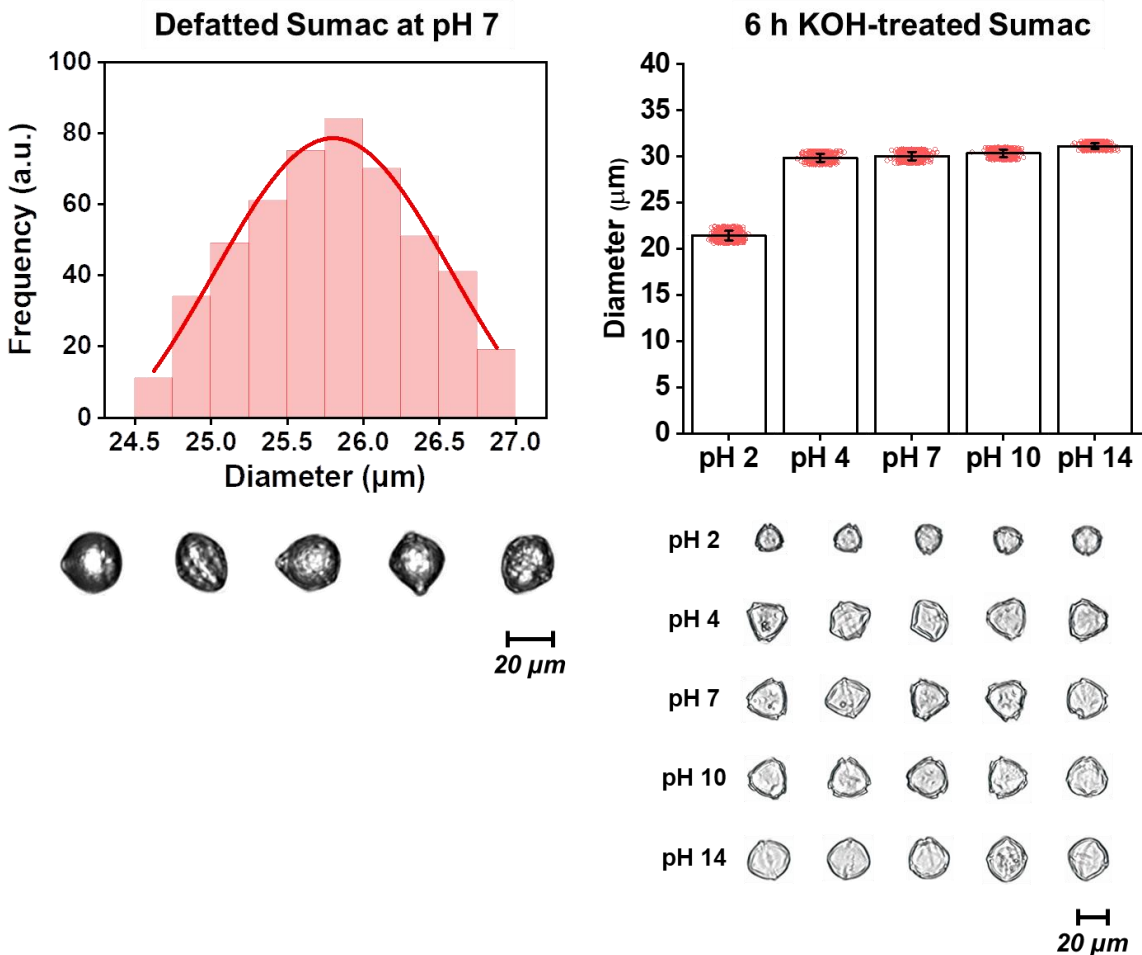 Defatted Sumac at pH 7
Frequency (a.u.)
100
80
60
40
20
0
24.5 25.0 25.5 26.0 26.5 27.0
Diameter (µm)
20 µm
6 h KOH-treated Sumac
Diameter (µm)
40
35
30
25
20
15
10
5
0
pH 2 pH 4 pH 7 pH 10 pH 14
pH 2
pH 4
pH 7
pH 10
pH 14
20 µm